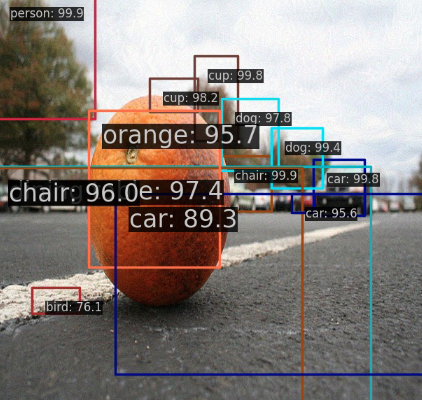 person: 99.9
cup: 99.8
cup: 98.2
dog: 97.8
orange: 95.7
dog: 99.4
chair: 99.9
car: 99.8
chair: 96.0
e: 97.4
car: 89.3
car: 95.6
bird: 76.1